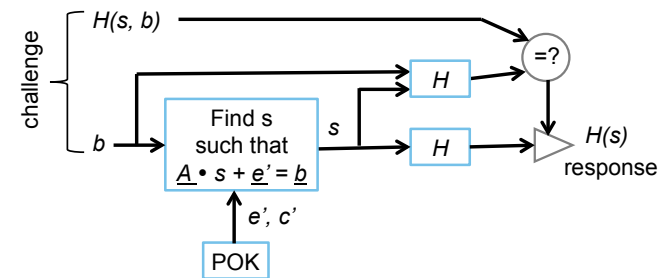 challenge
H(s, b)
b
Find s
such that
A • s + e' = b
s
H
H
=?
H(s)
response
e', c'
POK